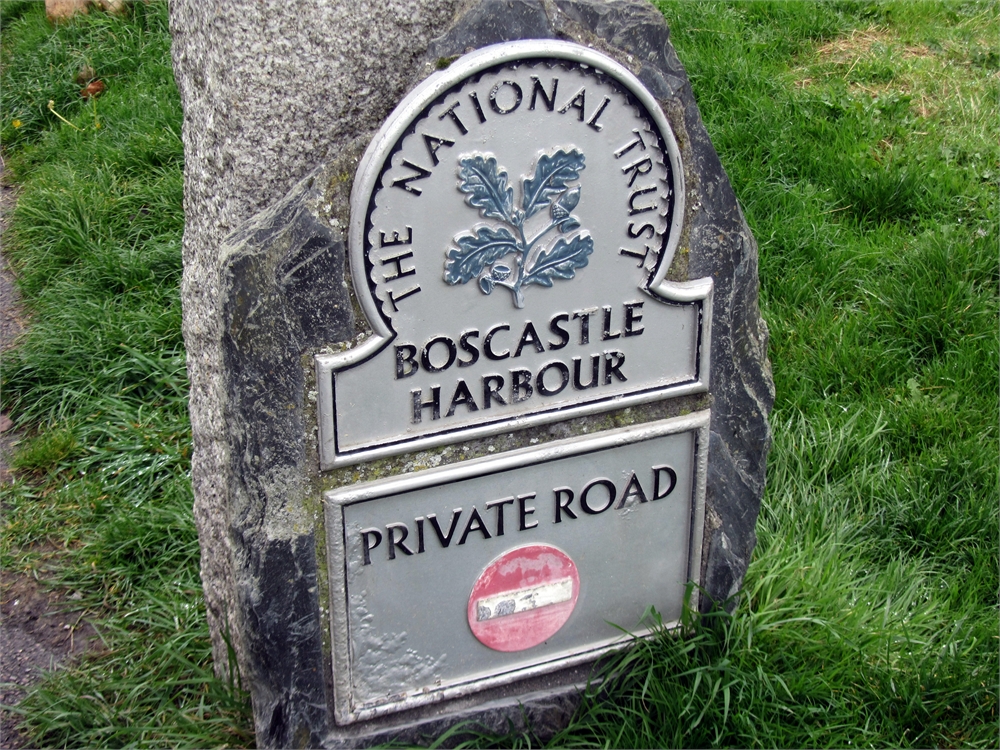 THE NATIONAL TRUST
BOSCASTLE
HARBOUR
PRIVATE ROAD